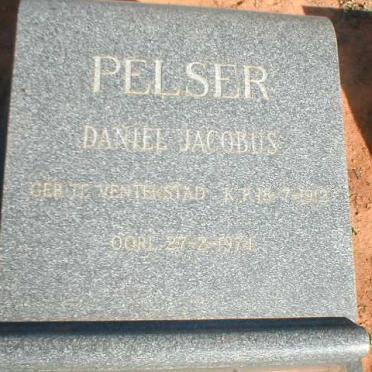 PELSER
DANIEL JACOBUS
GEB. TE VENTERSTAD K.P. 18-7-1912
OORL. 27-2-1974